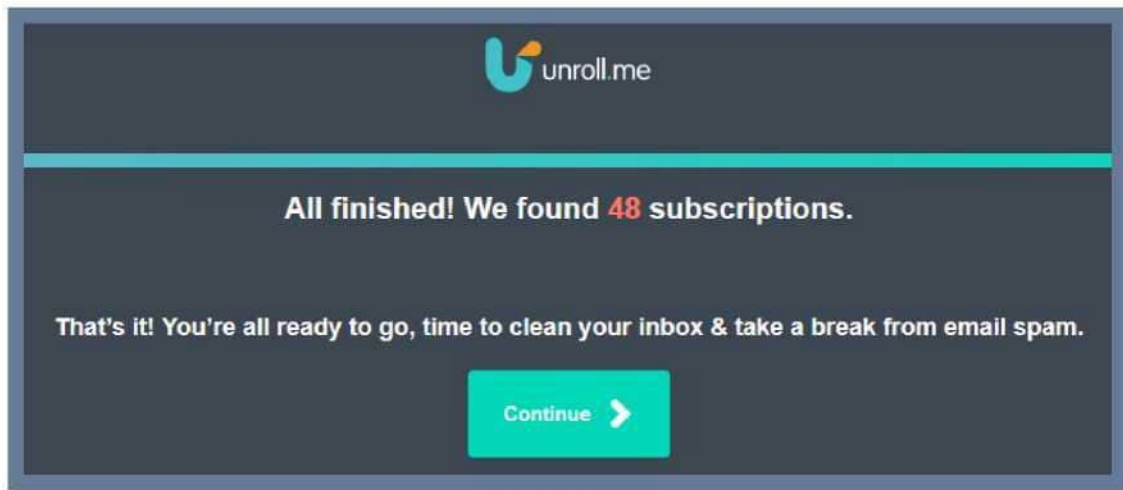 unroll.me
All finished! We found 48 subscriptions.
That's it! You're all ready to go, time to clean your inbox & take a break from email spam.
Continue